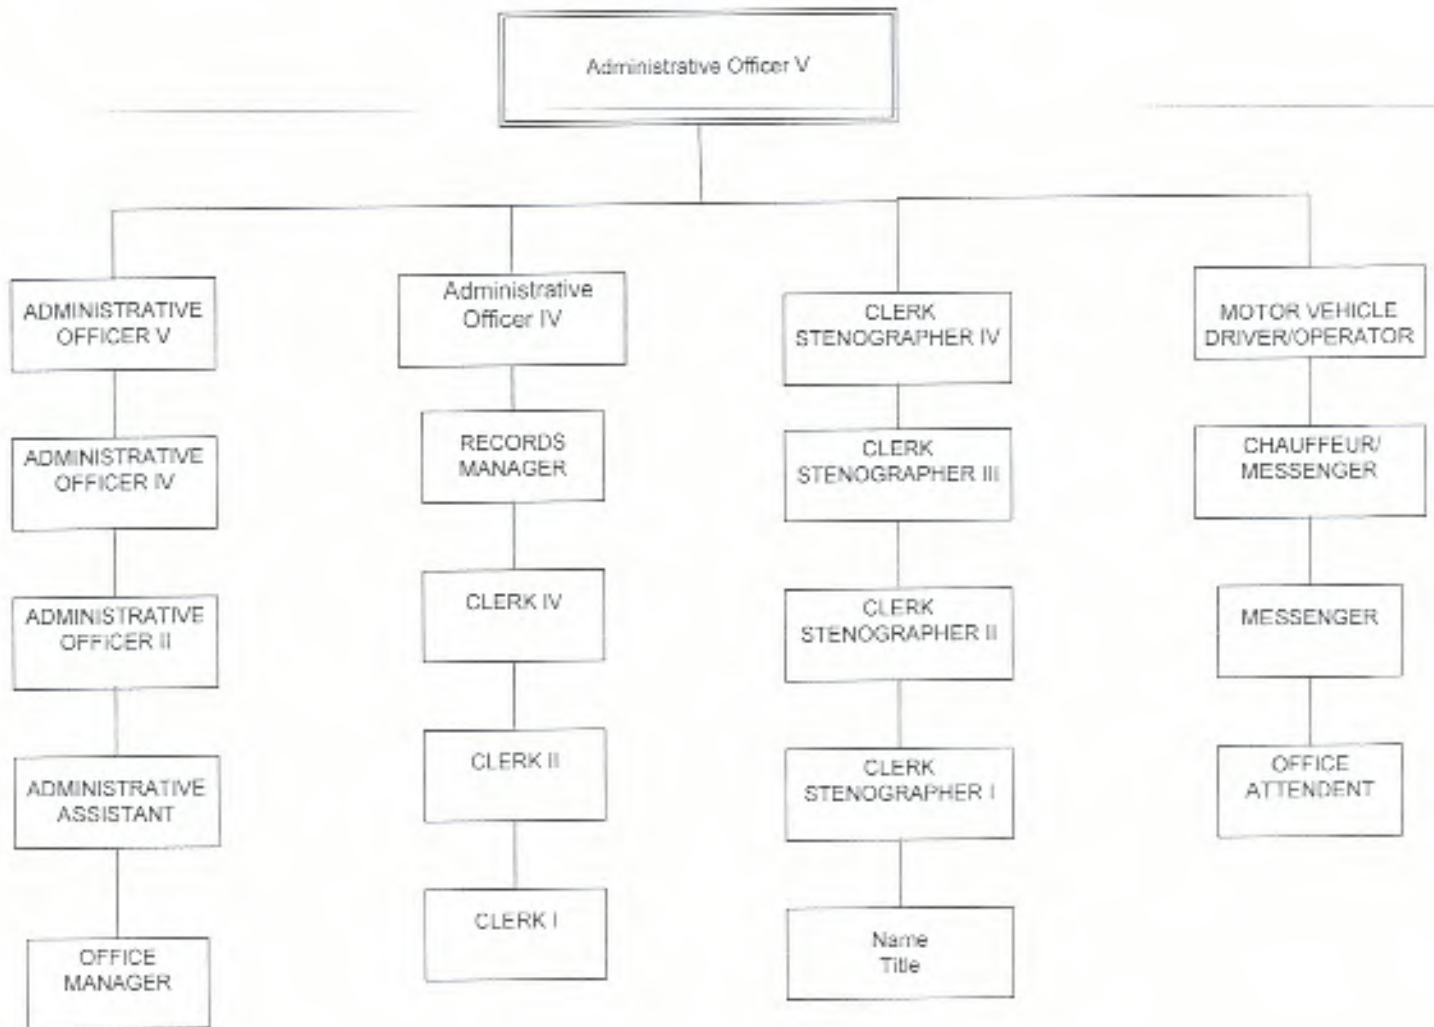 Administrative Officer V
ADMINISTRATIVE
OFFICER V
Administrative
Officer IV
CLERK
STENOGRAPHER IV
MOTOR VEHICLE
DRIVER/OPERATOR
ADMINISTRATIVE
OFFICER IV
RECORDS
MANAGER
CLERK
STENOGRAPHER III
CHAUFFEUR/
MESSENGER
ADMINISTRATIVE
OFFICER II
CLERK IV
CLERK
STENOGRAPHER II
MESSENGER
ADMINISTRATIVE
ASSISTANT
CLERK II
CLERK
STENOGRAPHER I
OFFICE
ATTENDENT
OFFICE
MANAGER
CLERK I
Name
Title